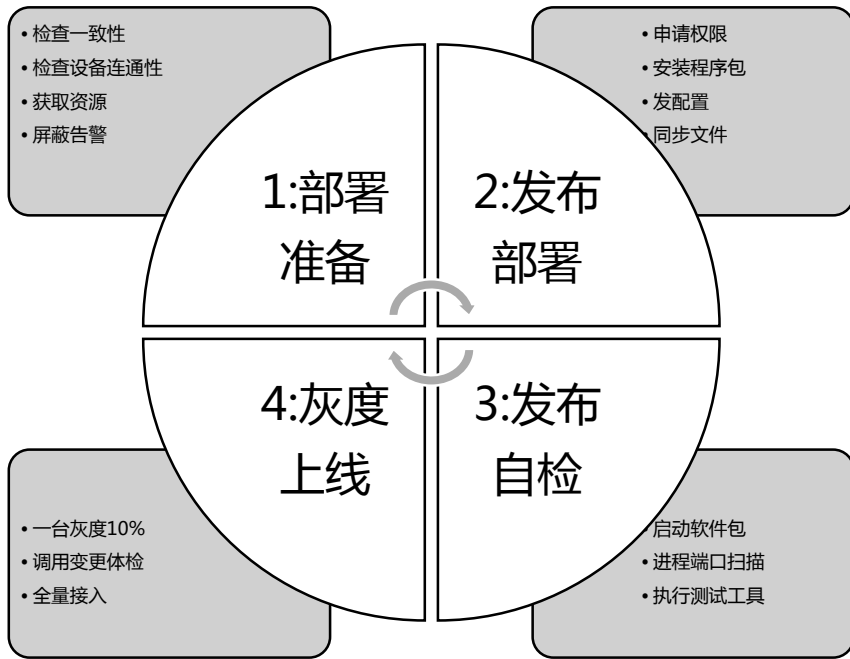 • 检查一致性
• 检查设备连通性
• 获取资源
• 屏蔽告警
• 申请权限
• 安装程序包
• 发配置
• 同步文件
1:部署
准备
2:发布
部署
4:灰度
上线
3:发布
自检
• 一台灰度10%
• 调用变更体检
• 全量接入
• 启动软件包
• 进程端口扫描
• 执行测试工具